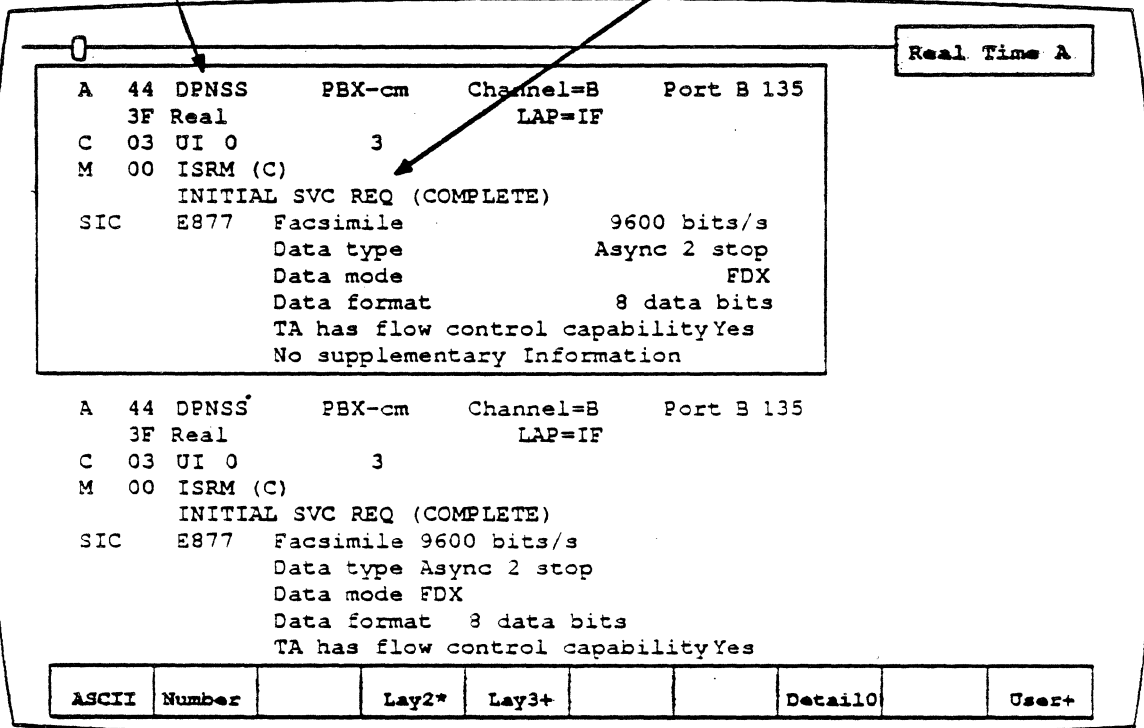 Real Time A
A 44 DPNSS PBX-cm Channel=B Port B 135
3F Real LAP=IF
C 03 UI 0 3
M 00 ISRM (C)
INITIAL SVC REQ (COMPLETE)
SIC E877 Facsimile 9600 bits/s
Data type Async 2 stop
Data mode FDX
Data format 8 data bits
TA has flow control capabilityYes
No supplementary Information
A 44 DPNSS PBX-cm Channel=B Port B 135
3F Real LAP=IF
C 03 UI 0 3
M 00 ISRM (C)
INITIAL SVC REQ (COMPLETE)
SIC E877 Facsimile 9600 bits/s
Data type Async 2 stop
Data mode FDX
Data format 8 data bits
TA has flow control capabilityYes
ASCII Number Lay2* Lay3+ Detail0 User+